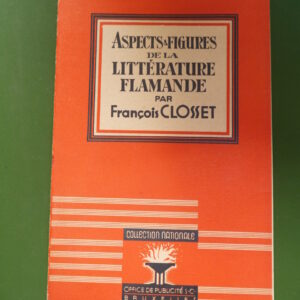 ASPECTS & FIGURES
DE LA
LITTÉRATURE
FLAMANDE
PAR
François CLOSSET
COLLECTION NATIONALE
OFFICE DE PUBLICITÉ S.C.
BRUXELLES